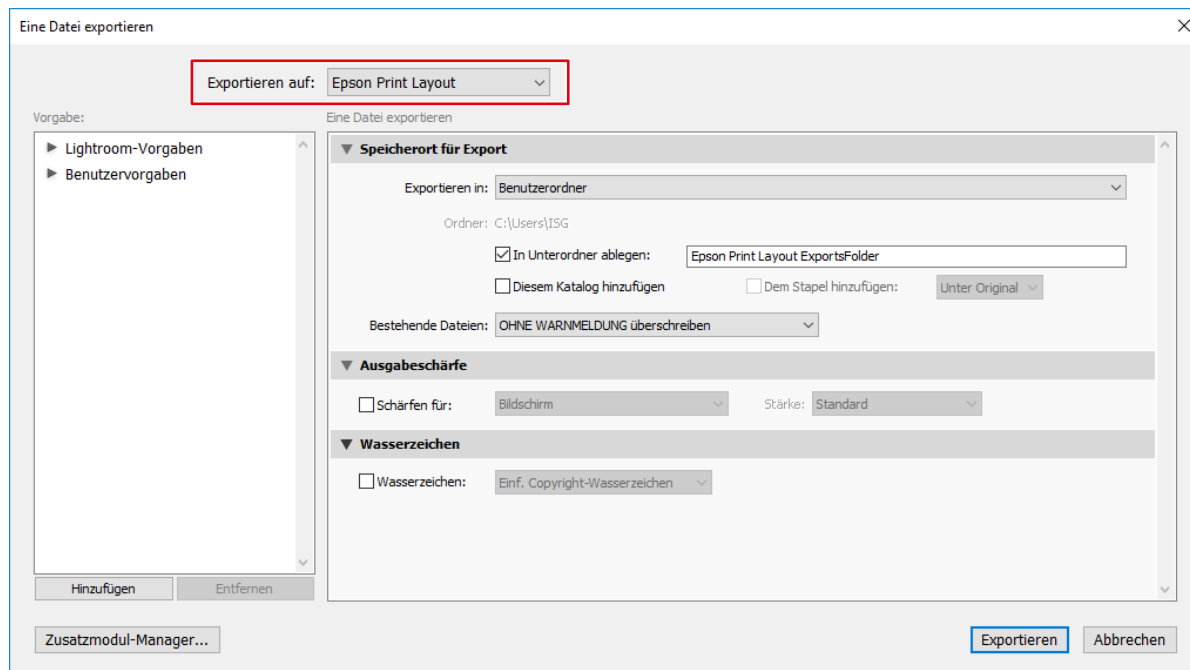 Eine Datei exportieren
Exportieren auf: Epson Print Layout
Vorgabe:
Eine Datei exportieren
Lightroom-Vorgaben
Benutzervorgaben
Speicherort für Export
Exportieren in: Benutzerordner
Ordner: C:\Users\ISG
In Unterordner ablegen: Epson Print Layout ExportsFolder
Diesem Katalog hinzufügen Dem Stapel hinzufügen: Unter Original
Bestehende Dateien: OHNE WARNMELDUNG überschreiben
Ausgabeschärfe
Schärfen für: Bildschirm Stärke: Standard
Wasserzeichen
Wasserzeichen: Einf. Copyright-Wasserzeichen
Hinzufügen Entfernen
Zusatzmodul-Manager... Exportieren Abbrechen